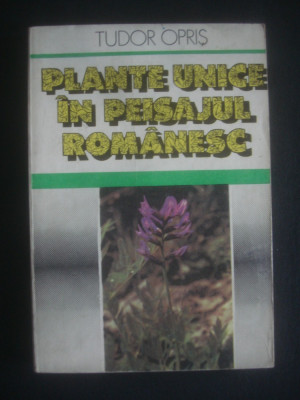 TUDOR OPRIȘ
PLANTE UNICE
ÎN PEISAJUL
ROMÂNESC